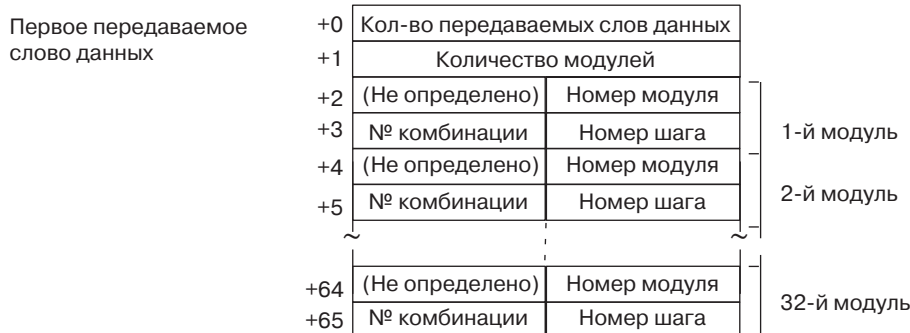 Первое передаваемое
слово данных
+0 Кол-во передаваемых слов данных
+1 Количество модулей
+2 (Не определено) Номер модуля
+3 № комбинации Номер шага
1-й модуль
+4 (Не определено) Номер модуля
+5 № комбинации Номер шага
2-й модуль
+64 (Не определено) Номер модуля
+65 № комбинации Номер шага
32-й модуль